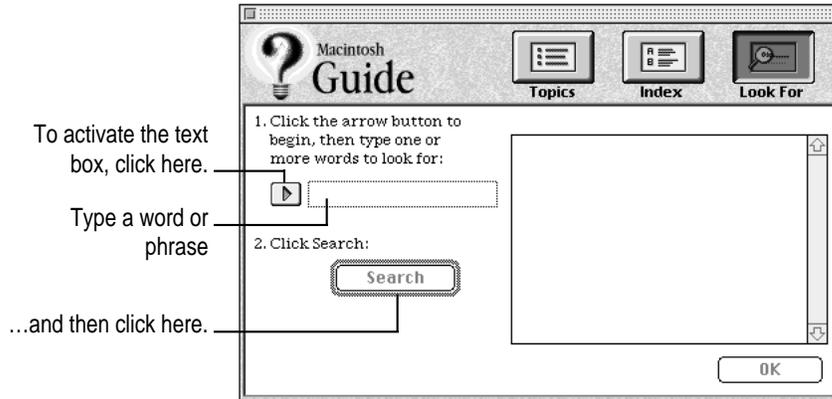 Macintosh
Guide
Topics
Index
Look For
To activate the text
box, click here.
1. Click the arrow button to
begin, then type one or
more words to look for:
Type a word or
phrase
2. Click Search:
Search
…and then click here.
OK